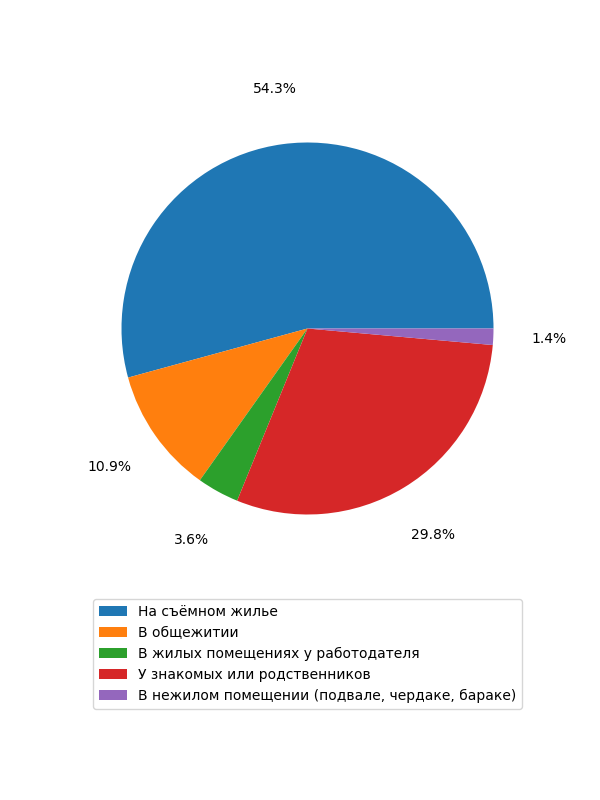 54.3%
1.4%
10.9%
29.8%
3.6%
На съёмном жилье
В общежитии
В жилых помещениях у работодателя
У знакомых или родственников
В нежилом помещении (подвале, чердаке, бараке)